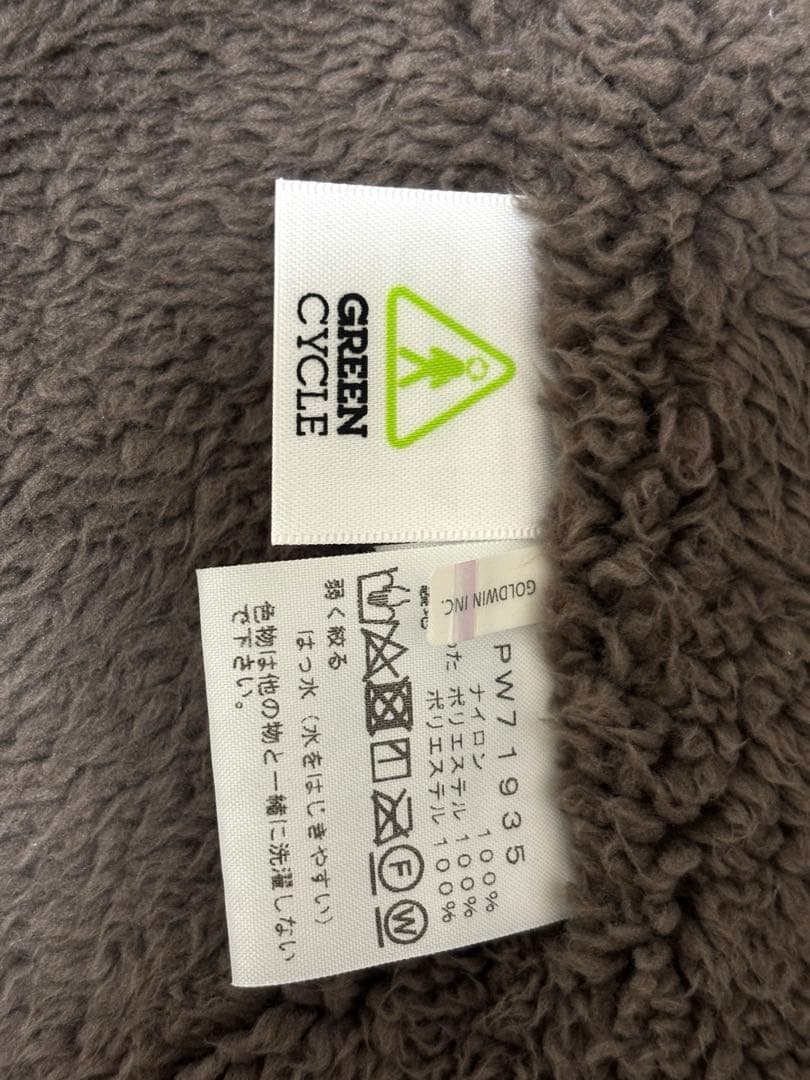 GREEN
CYCLE
GOLDWIN INC.
PW71935
ナイロン 100%
ポリエステル 100%
わた ポリエステル 100%
F W
弱く絞る
はっ水（水をはじきやすい）
色物は他の物と一緒に洗濯しない
で下さい。